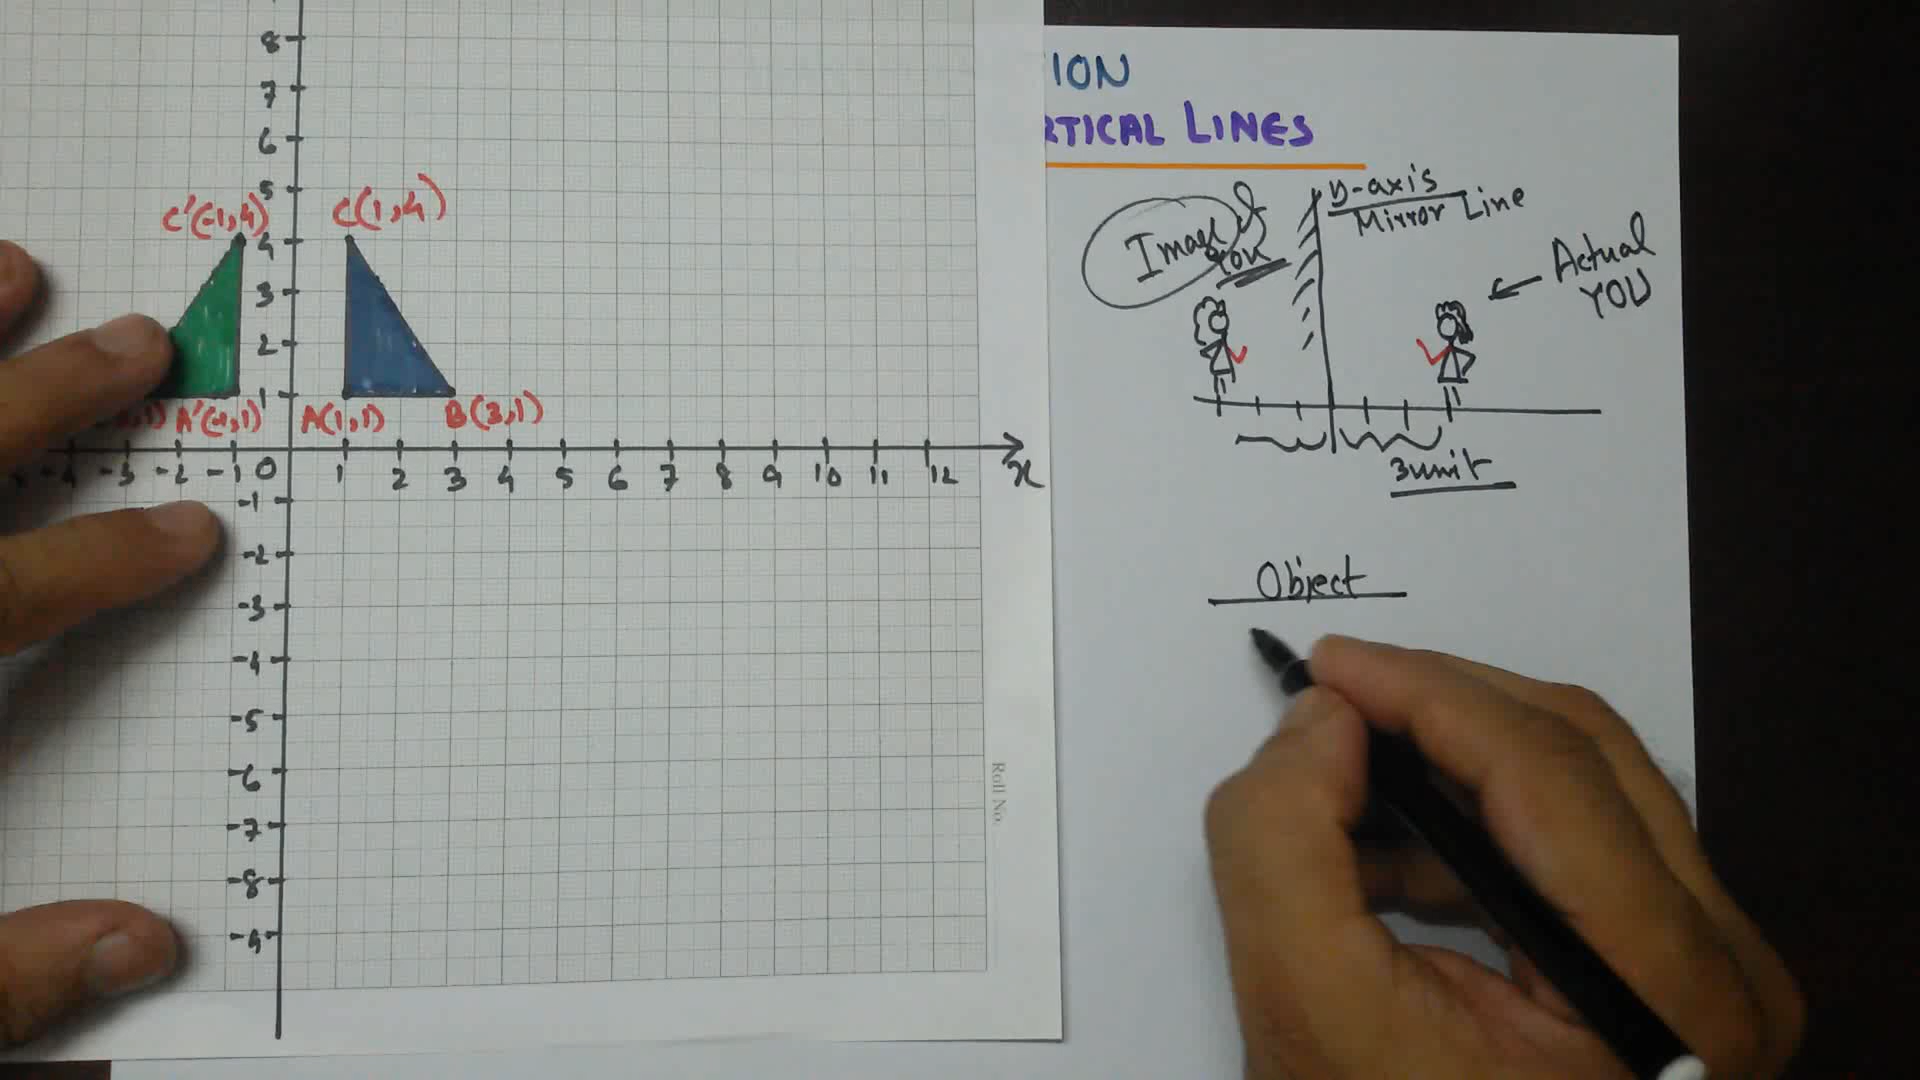 8
7
6
5
C'(-1,4) C(1,4)
4
3
2
1
,1) A'(-1,1) A(1,1) B(3,1)
-4 -3 -2 -1 0 1 2 3 4 5 6 7 8 9 10 11 12 x
-1
-2
-3
-4
-5
-6
-7
-8
-9
Roll No.
ION
RTICAL LINES
y-axis
Mirror Line
Image of
YOU
Actual
YOU
3unit
Object